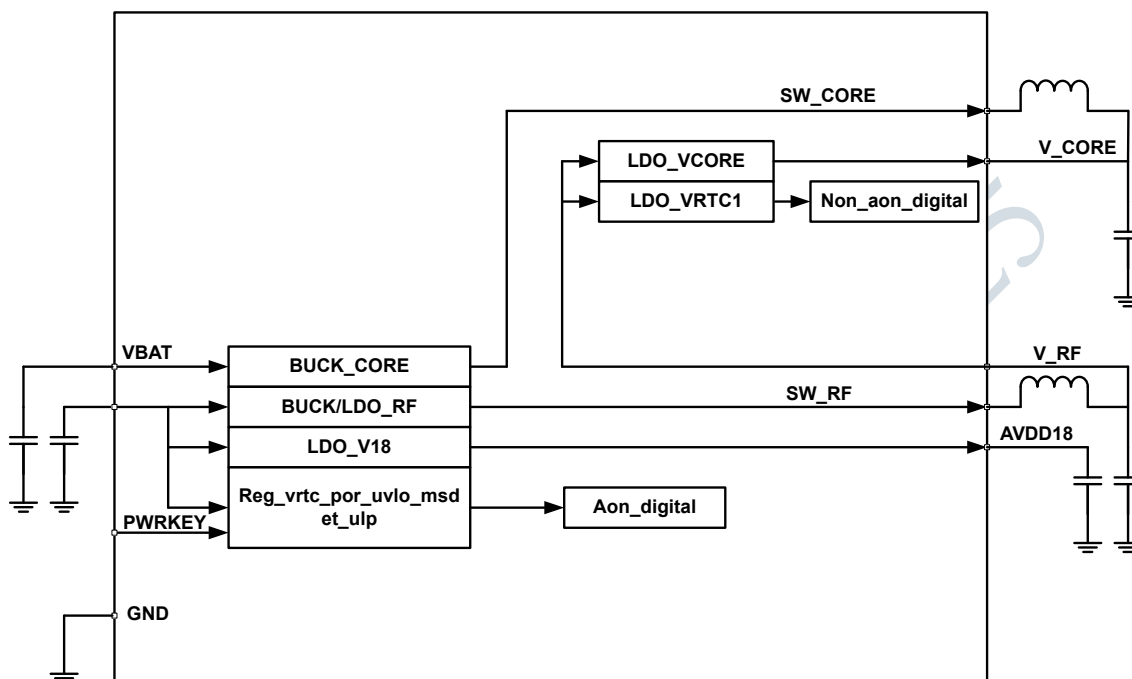 SW_CORE
LDO_VCORE
V_CORE
LDO_VRTC1
Non_aon_digital
VBAT
BUCK_CORE
V_RF
BUCK/LDO_RF
SW_RF
LDO_V18
AVDD18
Reg_vrtc_por_uvlo_msd
et_ulp
Aon_digital
PWRKEY
GND